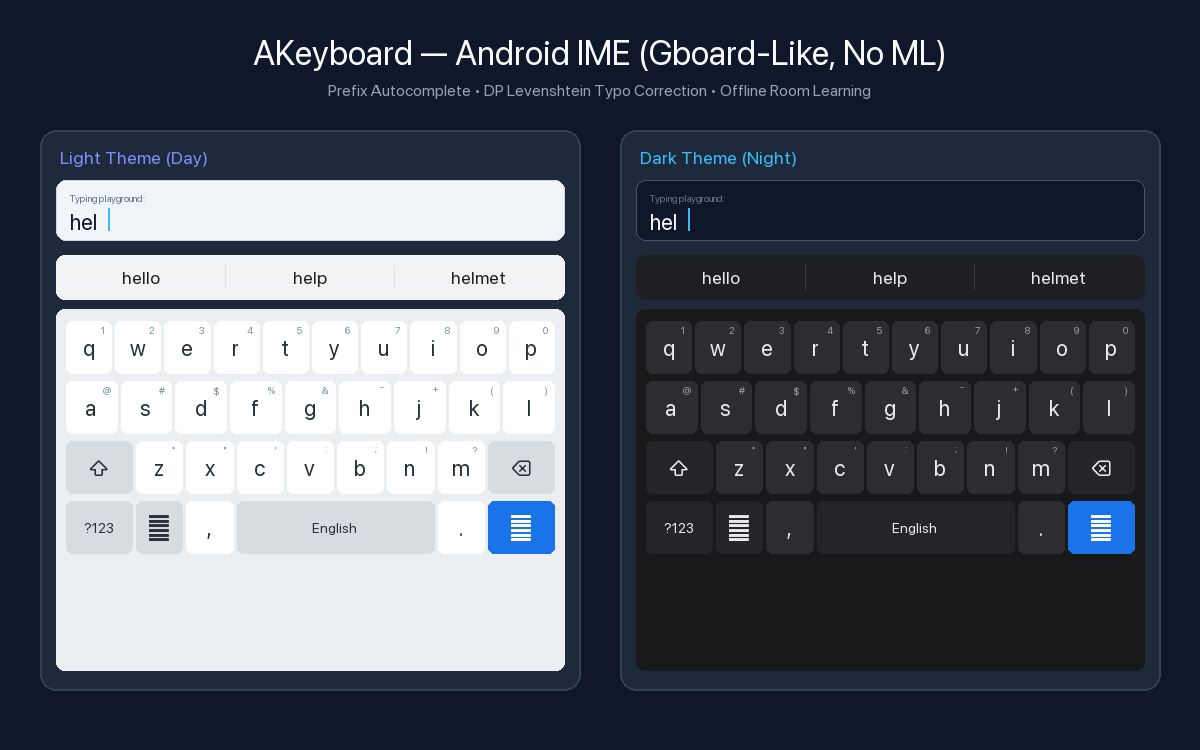 AKeyboard — Android IME (Gboard-Like, No ML)
Prefix Autocomplete • DP Levenshtein Typo Correction • Offline Room Learning
Light Theme (Day)
Typing playground:
hel
hello help helmet
1 2 3 4 5 6 7 8 9 0
q w e r t y u i o p
@ # $ % & - + ( )
a s d f g h j k l
* " ' : ; ! ?
z x c v b n m
?123 , English .
Dark Theme (Night)
Typing playground:
hel
hello help helmet
1 2 3 4 5 6 7 8 9 0
q w e r t y u i o p
@ # $ % & - + ( )
a s d f g h j k l
* " ' : ; ! ?
z x c v b n m
?123 , English .